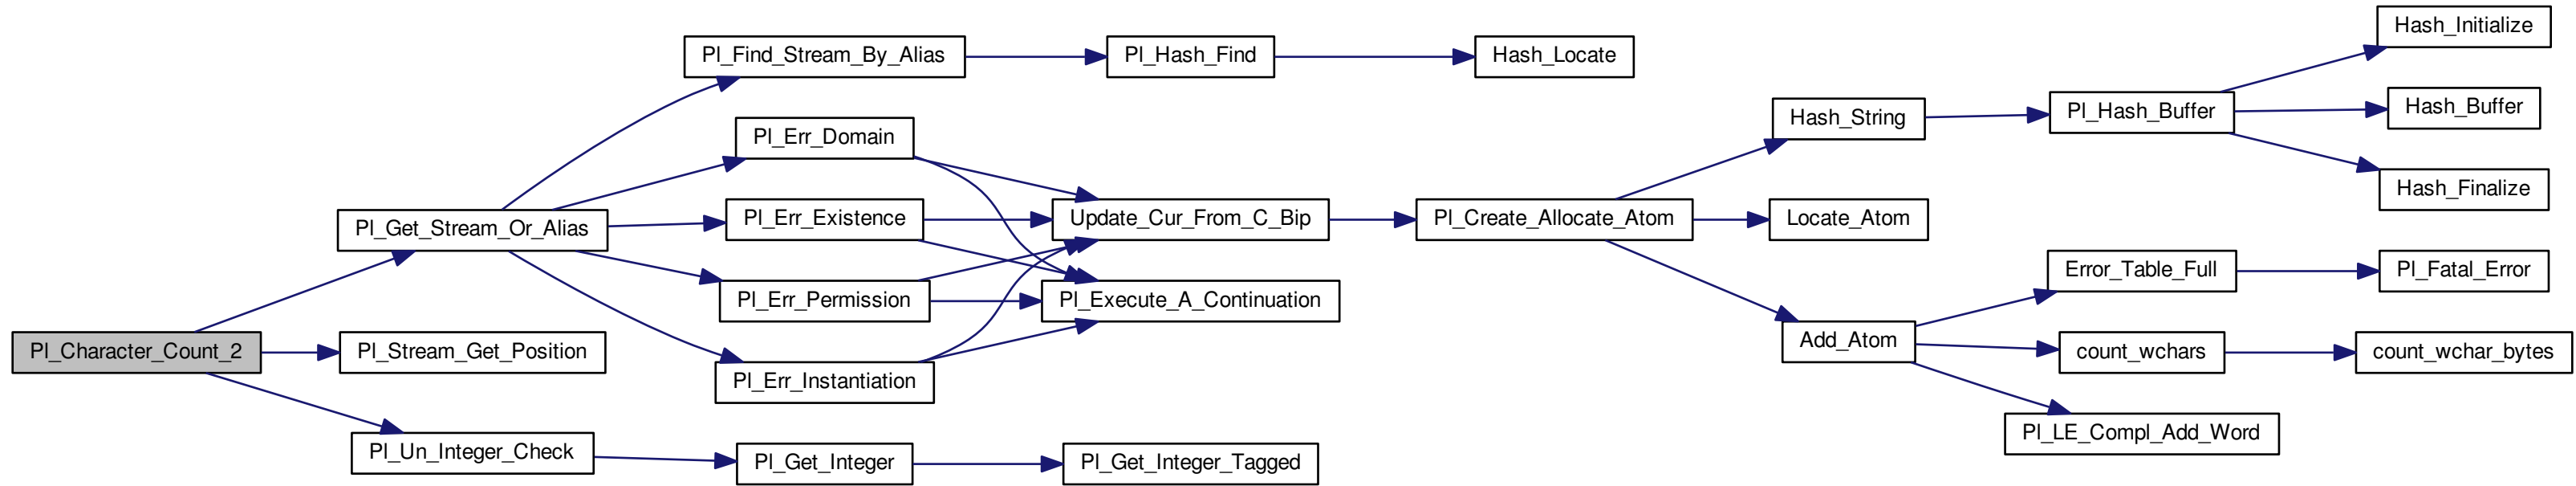 Pl_Character_Count_2
Pl_Get_Stream_Or_Alias
Pl_Stream_Get_Position
Pl_Un_Integer_Check
Pl_Find_Stream_By_Alias
Pl_Err_Domain
Pl_Err_Existence
Pl_Err_Permission
Pl_Err_Instantiation
Pl_Get_Integer
Pl_Hash_Find
Update_Cur_From_C_Bip
Pl_Execute_A_Continuation
Pl_Get_Integer_Tagged
Hash_Locate
Pl_Create_Allocate_Atom
Hash_String
Locate_Atom
Add_Atom
Pl_Hash_Buffer
Error_Table_Full
count_wchars
Pl_LE_Compl_Add_Word
Hash_Initialize
Hash_Buffer
Hash_Finalize
Pl_Fatal_Error
count_wchar_bytes